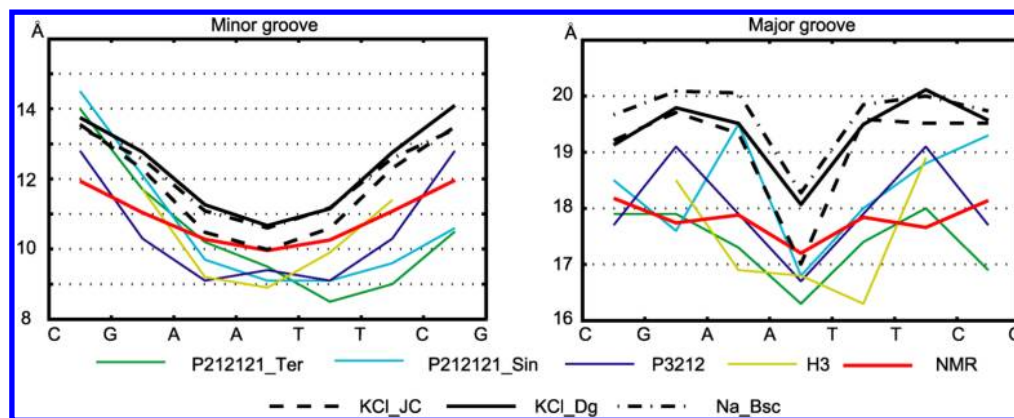 Minor groove
Major groove
Å
Å
14
12
10
8
20
19
18
17
16
C G A A T T C G
C G A A T T C
P212121_Ter P212121_Sin P3212 H3 NMR
KCl_JC KCl_Dg Na_Bsc